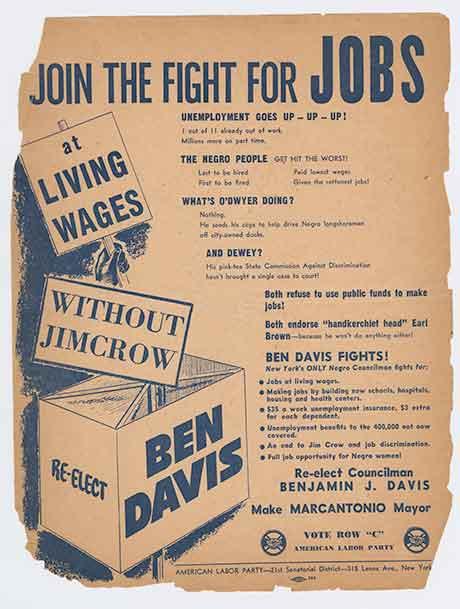 JOIN THE FIGHT FOR JOBS
UNEMPLOYMENT GOES UP – UP – UP!
1 out of 11 already out of work.
Millions more on part time.
THE NEGRO PEOPLE GET HIT THE WORST!
Last to be hired Paid lowest wages
First to be fired Given the rottenest jobs!
WHAT'S O'DWYER DOING?
Nothing.
He sends his cops to help drive Negro longshoremen
off city-owned docks.
AND DEWEY?
His pink-tea State Commission Against Discrimination
hasn't brought a single case to court!
Both refuse to use public funds to make
jobs!
Both endorse "handkerchief head" Earl
Brown—because he won't do anything either!
BEN DAVIS FIGHTS!
New York's ONLY Negro Councilman fights for:
Jobs at living wages.
Making jobs by building new schools, hospitals,
housing and health centers.
$35 a week unemployment insurance, $3 extra
for each dependent.
Unemployment benefits to the 400,000 not now
covered.
An end to Jim Crow and job discrimination.
Full job opportunity for Negro women!
Re-elect Councilman
BENJAMIN J. DAVIS
Make MARCANTONIO Mayor
VOTE ROW "C"
AMERICAN LABOR PARTY
at
LIVING
WAGES
WITHOUT
JIMCROW
RE-ELECT
BEN
DAVIS
AMERICAN LABOR PARTY—21st Senatorial District—315 Lenox Ave., New York